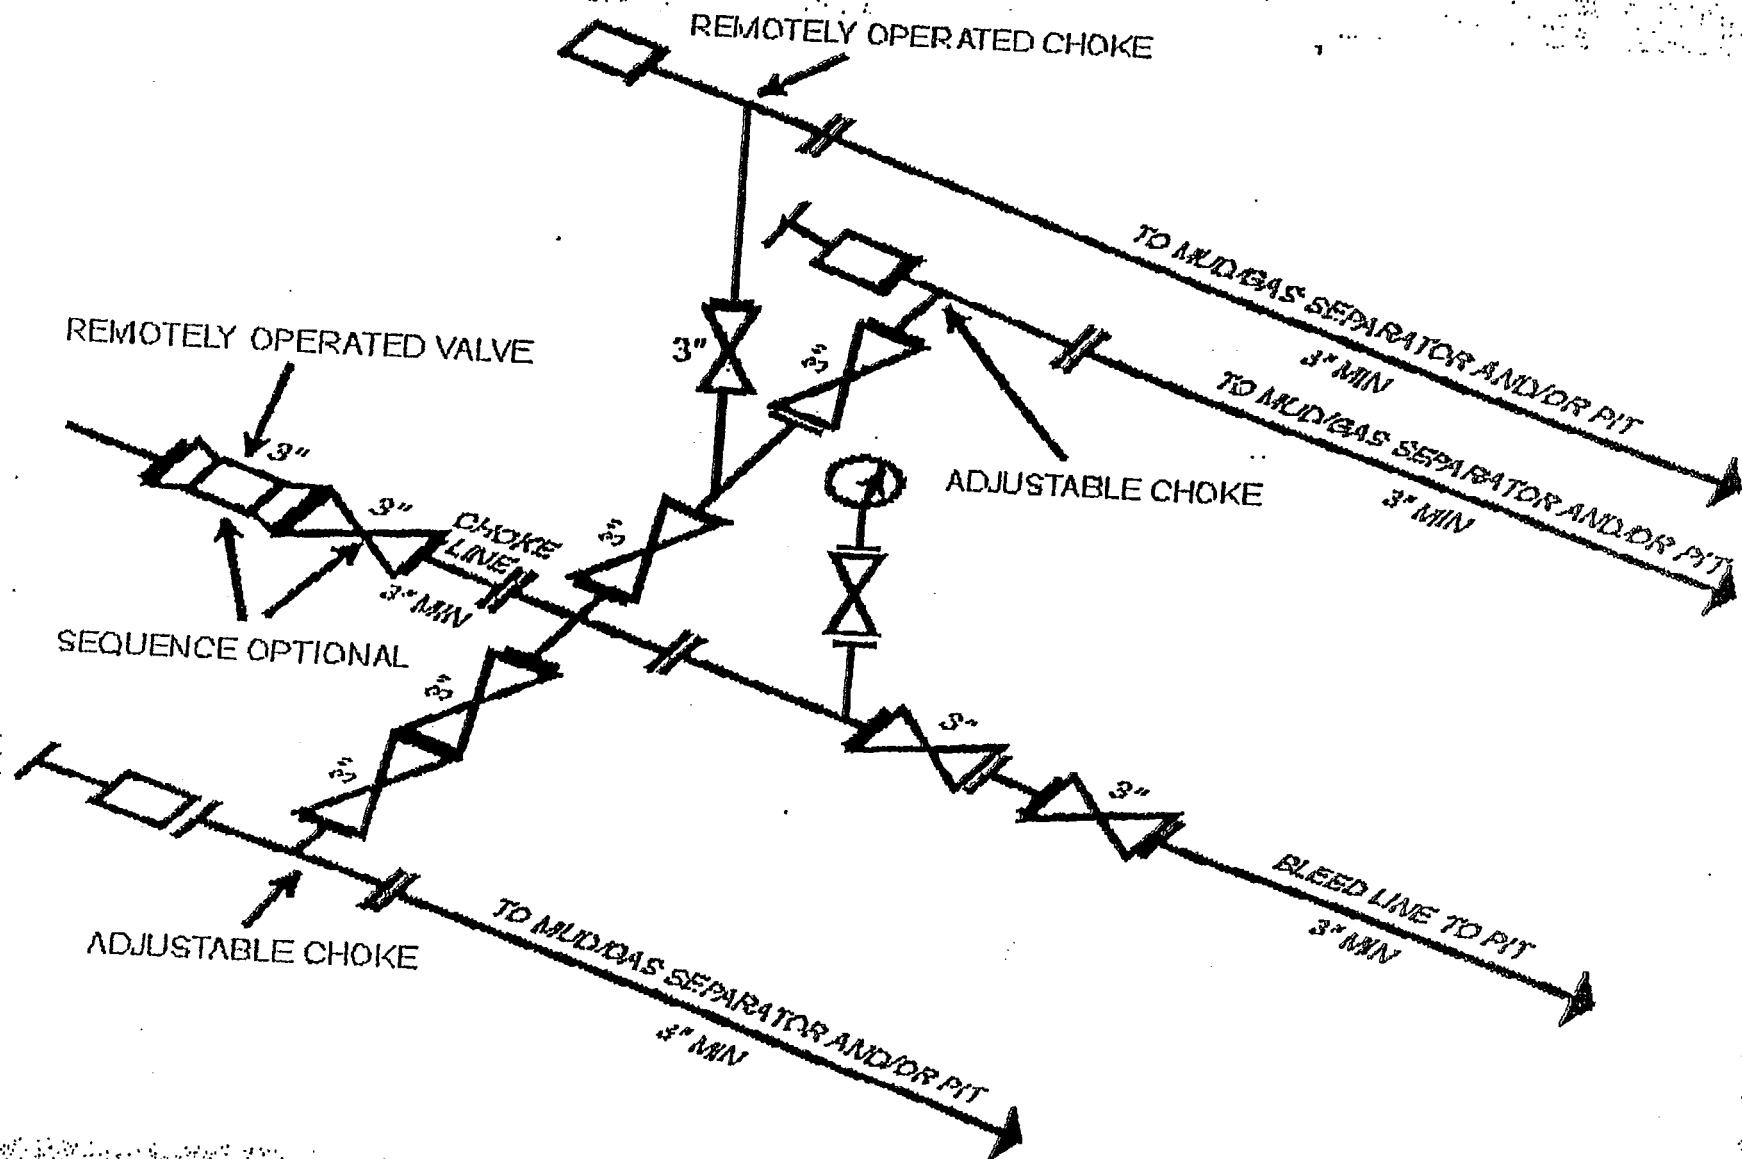 REMOTELY OPERATED CHOKE
TO MUD/GAS SEPARATOR AND/OR PIT
3" MIN
TO MUD/GAS SEPARATOR AND/OR PIT
3" MIN
REMOTELY OPERATED VALVE
3"
3"
3"
3"
CHOKE
LINE
3" MIN
ADJUSTABLE CHOKE
3"
SEQUENCE OPTIONAL
3"
3"
3"
3"
BLEED LINE TO PIT
3" MIN
ADJUSTABLE CHOKE
TO MUD/GAS SEPARATOR AND/OR PIT
3" MIN